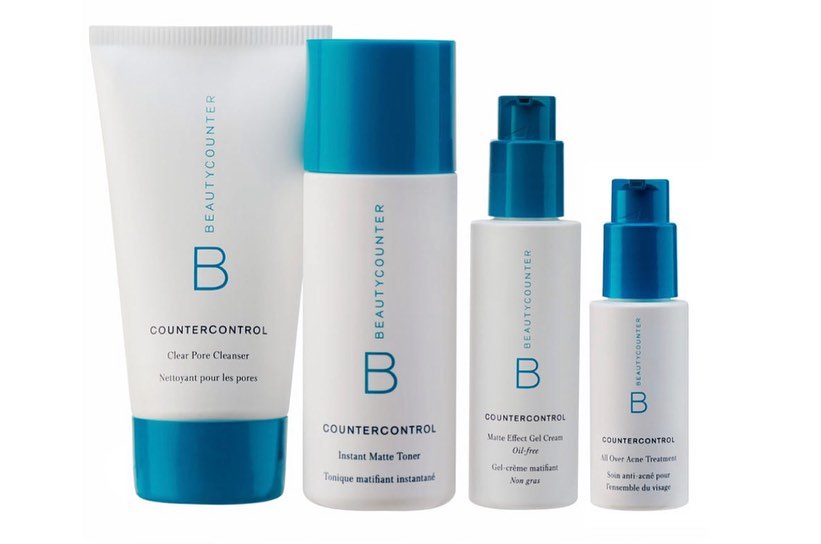 BEAUTYCOUNTER
B
COUNTERCONTROL
Clear Pore Cleanser
Nettoyant pour les pores
BEAUTYCOUNTER
B
COUNTERCONTROL
Instant Matte Toner
Tonique matifiant instantané
BEAUTYCOUNTER
B
COUNTERCONTROL
Matte Effect Gel Cream
Oil-free
Gel-crème matifiant
Non gras
BEAUTYCOUNTER
B
COUNTERCONTROL
All Over Acne Treatment
Soin anti-acné pour
l'ensemble du visage